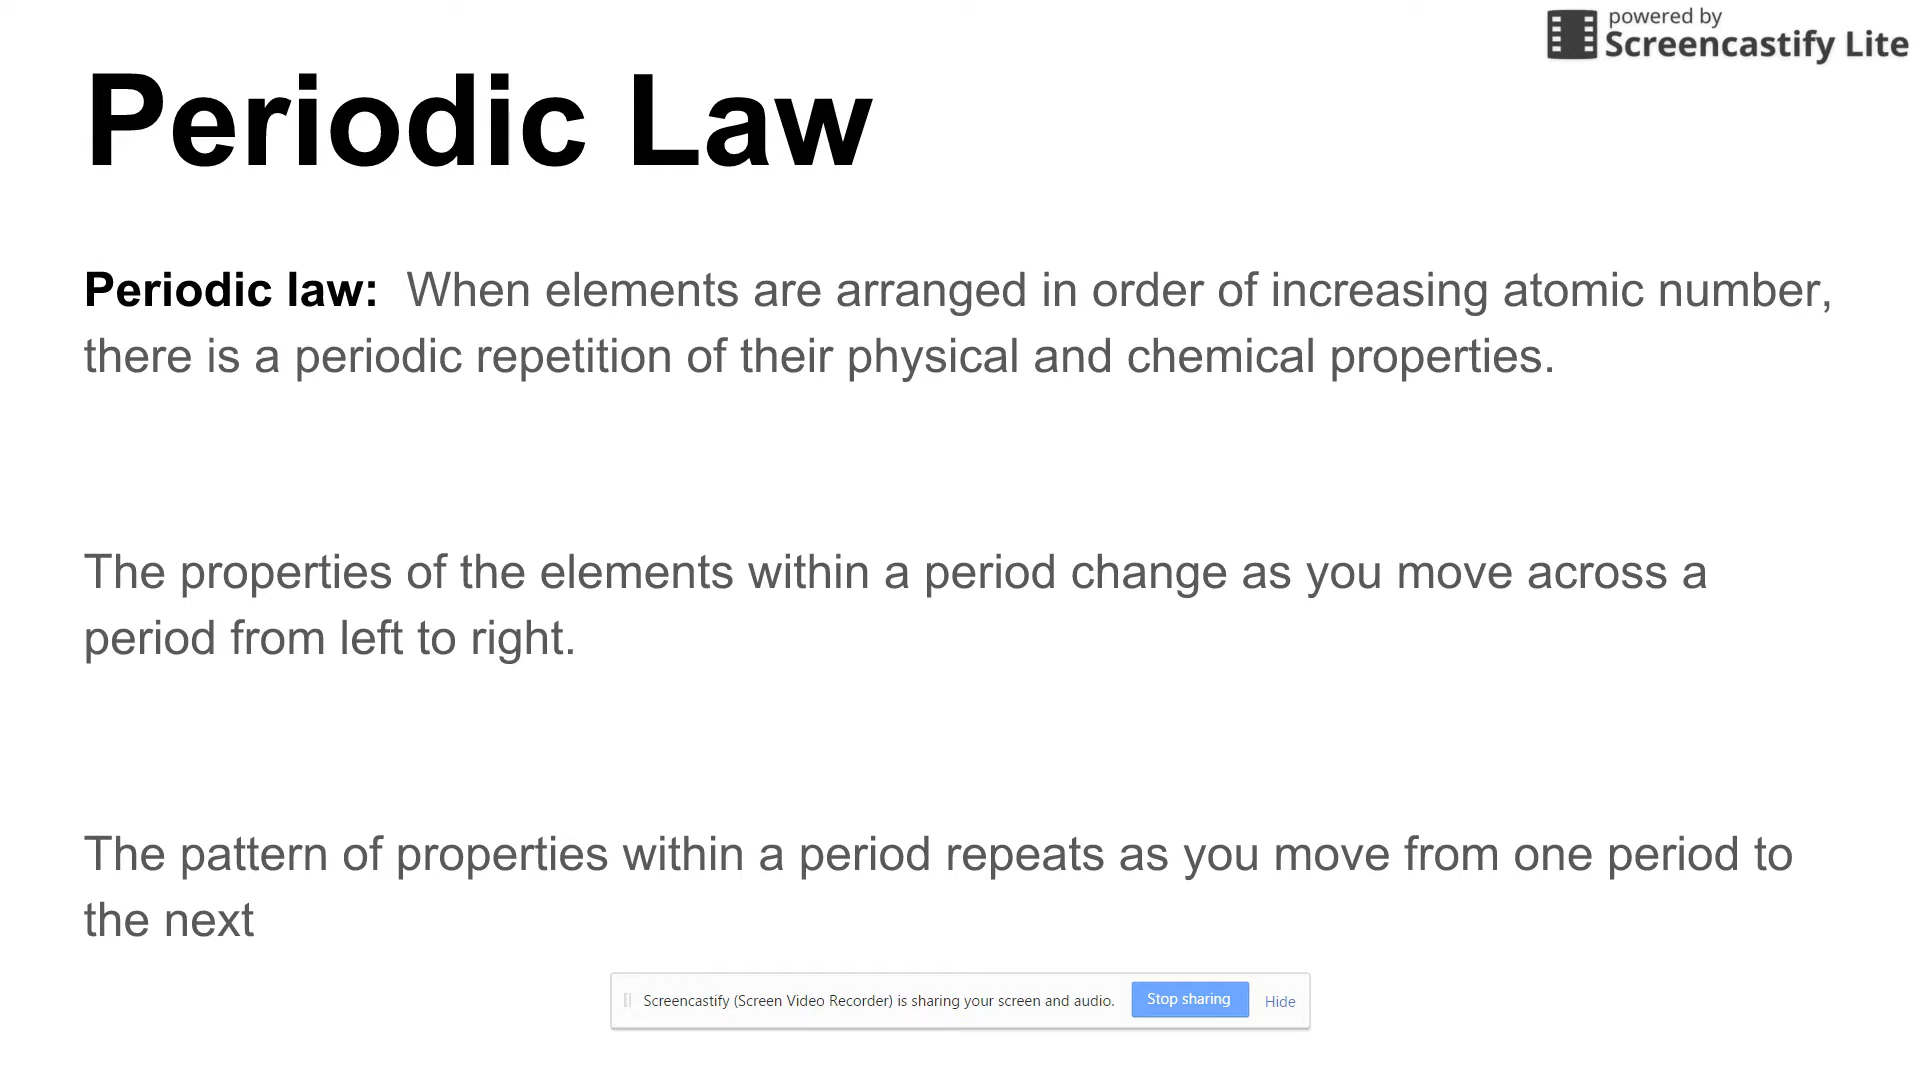 powered by
Screencastify Lite
Periodic Law
Periodic law: When elements are arranged in order of increasing atomic number,
there is a periodic repetition of their physical and chemical properties.
The properties of the elements within a period change as you move across a
period from left to right.
The pattern of properties within a period repeats as you move from one period to
the next
Screencastify (Screen Video Recorder) is sharing your screen and audio. Stop sharing Hide